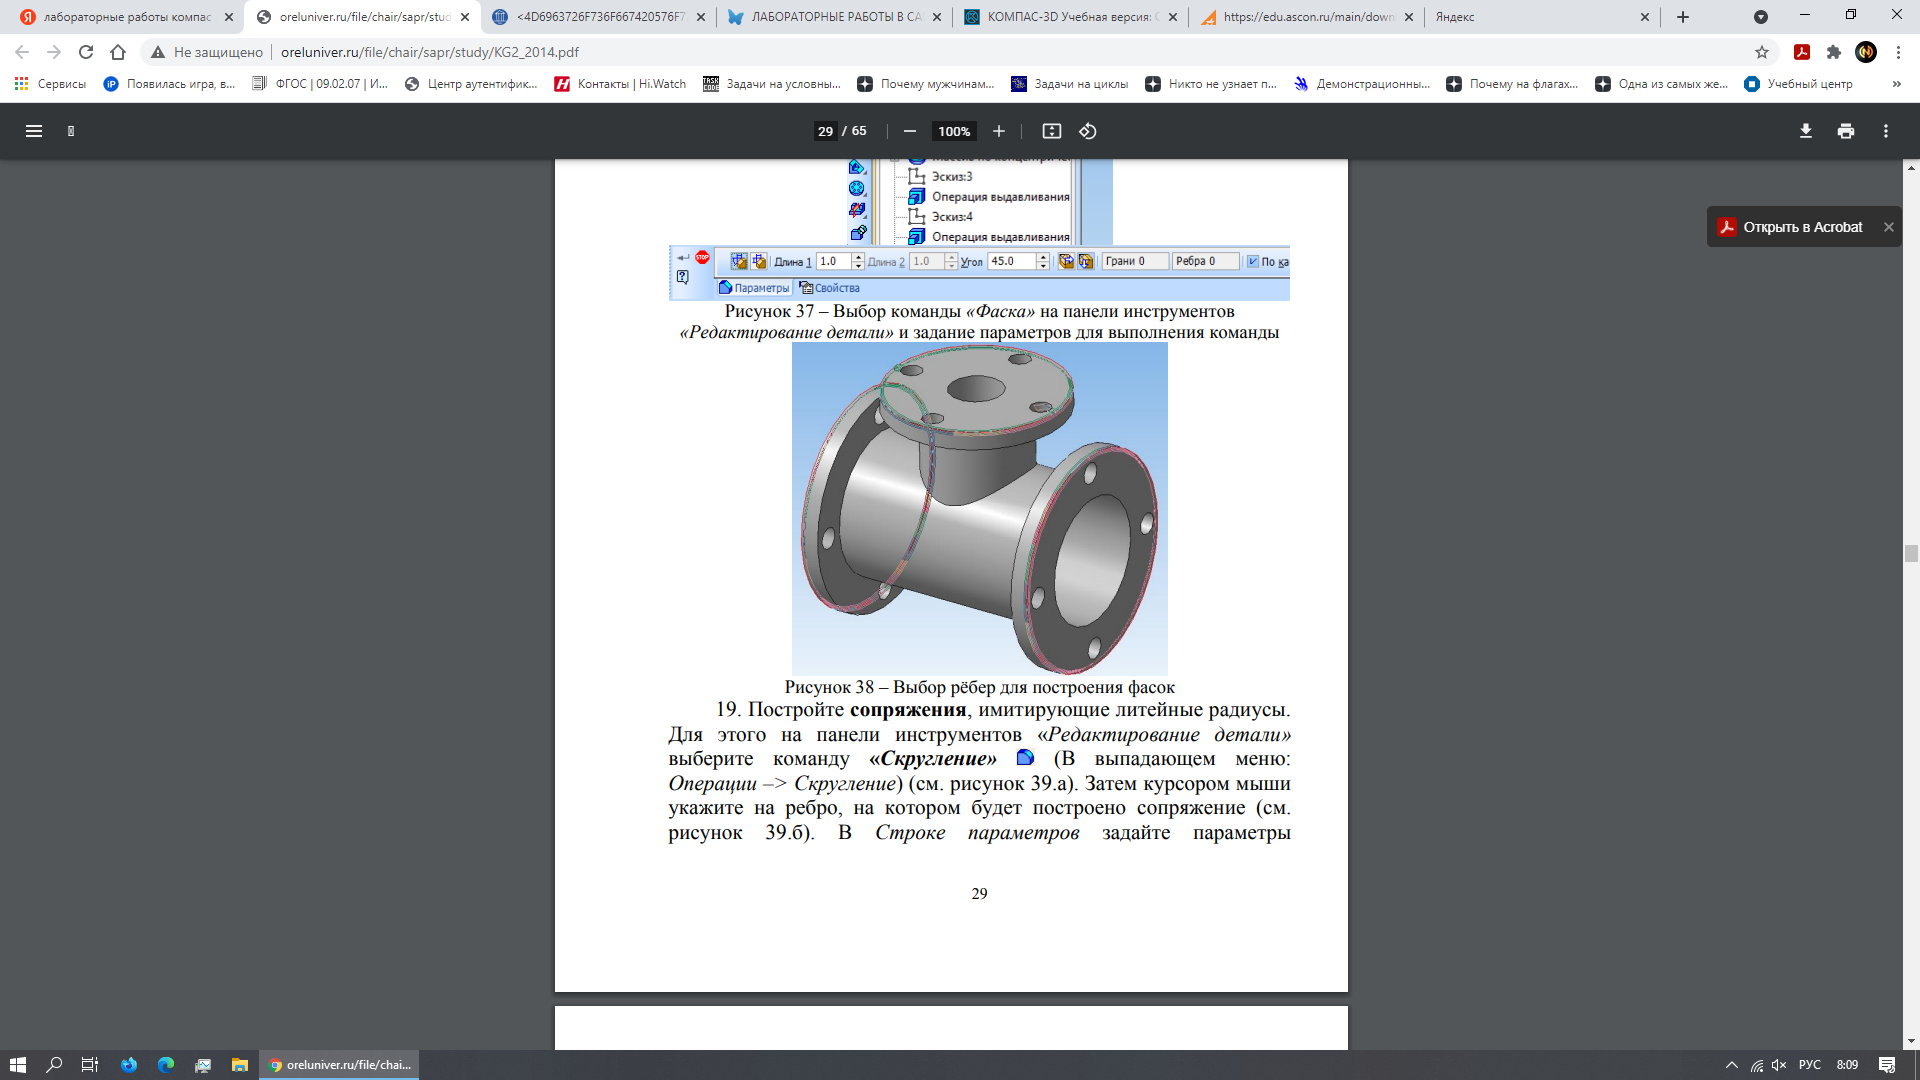 лабораторные работы компас
oreluniver.ru/file/chair/sapr/stud
<4D6963726F736F667420576F7
ЛАБОРАТОРНЫЕ РАБОТЫ В СА
КОМПАС-3D Учебная версия: О
https://edu.ascon.ru/main/down
Яндекс
Не защищено
oreluniver.ru/file/chair/sapr/study/KG2_2014.pdf
Сервисы
Появилась игра, в...
ФГОС | 09.02.07 | И...
Центр аутентифик...
Контакты | Hi.Watch
TASK CODE
Задачи на условны...
Почему мужчинам...
Задачи на циклы
Никто не узнает п...
Демонстрационны...
Почему на флагах...
Одна из самых же...
Учебный центр
29 / 65
100%
Открыть в Acrobat
Эскиз:3
Операция выдавливания
Эскиз:4
Операция выдавливания
STOP
Длина 1 1.0 Длина 2 1.0 Угол 45.0 Грани 0 Ребра 0 По ка
Параметры Свойства
Рисунок 37 – Выбор команды «Фаска» на панели инструментов
«Редактирование детали» и задание параметров для выполнения команды
Рисунок 38 – Выбор рёбер для построения фасок
19. Постройте сопряжения, имитирующие литейные радиусы.
Для этого на панели инструментов «Редактирование детали»
выберите команду «Скругление» (В выпадающем меню:
Операции –> Скругление) (см. рисунок 39.а). Затем курсором мыши
укажите на ребро, на котором будет построено сопряжение (см.
рисунок 39.б). В Строке параметров задайте параметры
29
oreluniver.ru/file/chai...
РУС
8:09